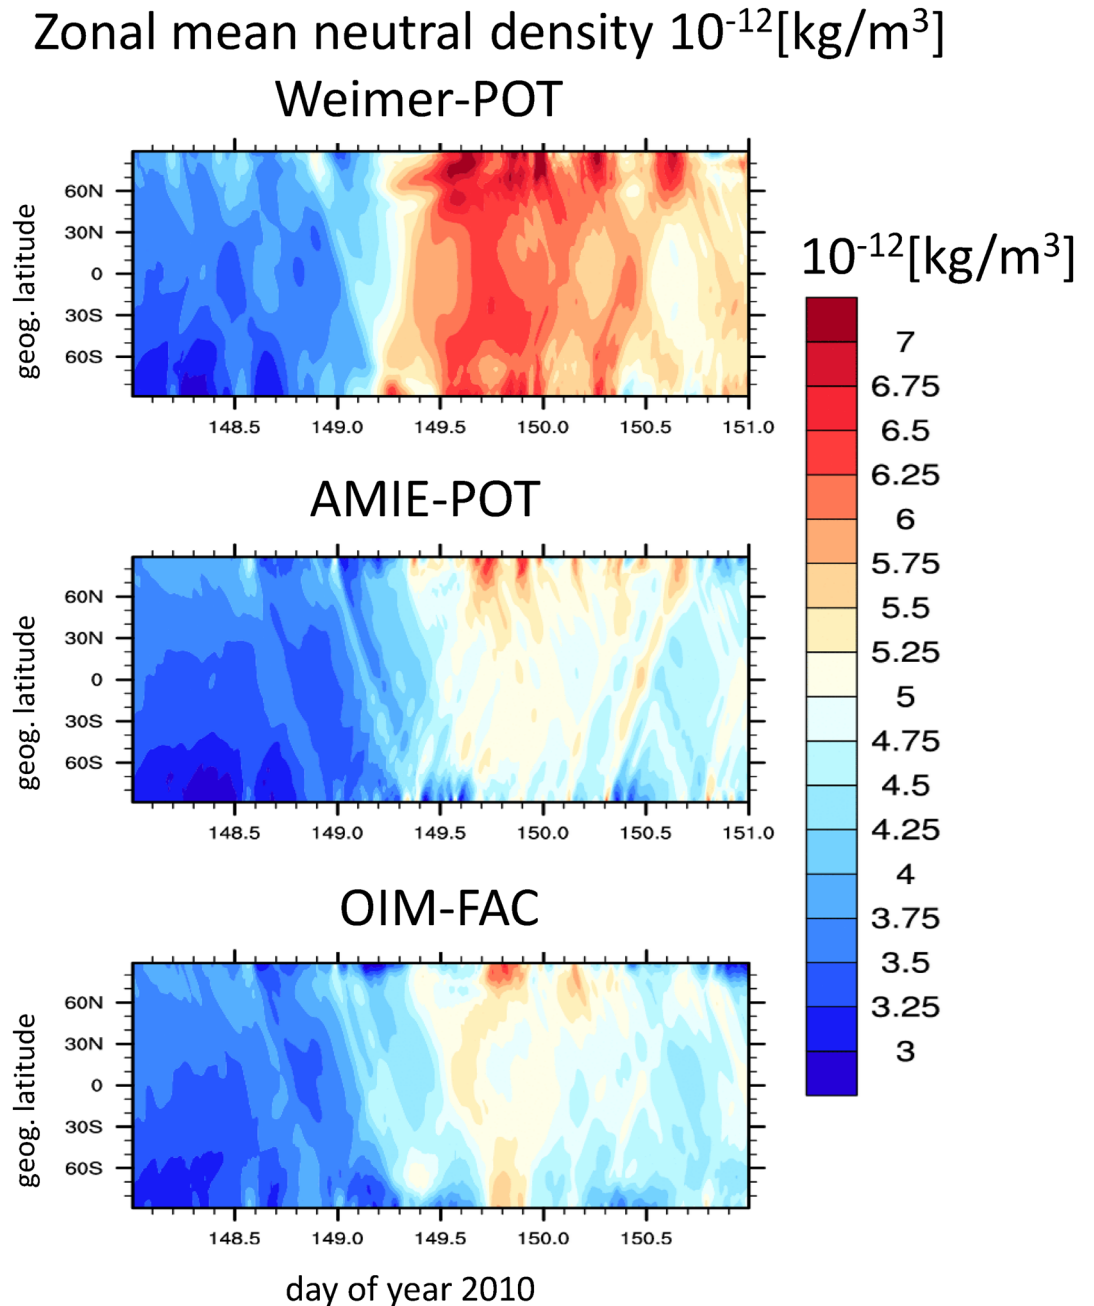 Zonal mean neutral density 10⁻¹²[kg/m³]
Weimer-POT
60N
30N
0
30S
60S
geog. latitude
148.5 149.0 149.5 150.0 150.5 151.0
10⁻¹²[kg/m³]
7
6.75
6.5
6.25
6
5.75
5.5
5.25
5
4.75
4.5
4.25
4
3.75
3.5
3.25
3
AMIE-POT
60N
30N
0
30S
60S
geog. latitude
148.5 149.0 149.5 150.0 150.5 151.0
OIM-FAC
60N
30N
0
30S
60S
geog. latitude
148.5 149.0 149.5 150.0 150.5
day of year 2010